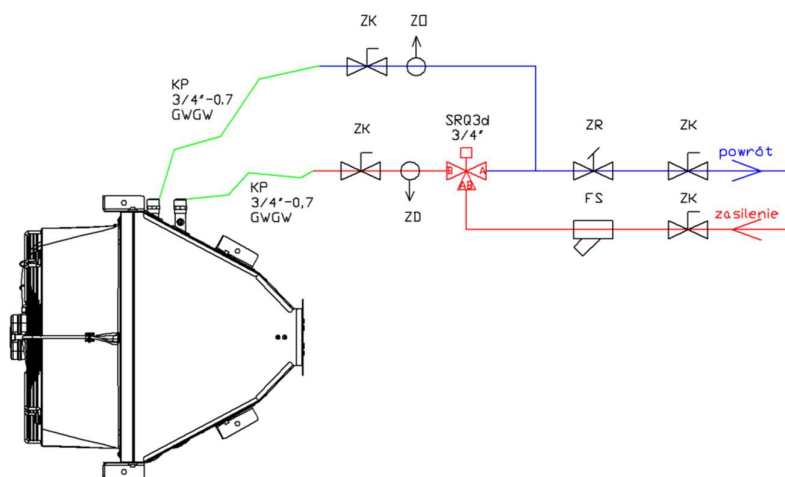 ZK
ZO
KP
3/4"-0,7
GWGW
SRQ3d
3/4"
ZK
ZR
ZK
powrót
B
A
AB
KP
3/4"-0,7
GWGW
ZD
FS
ZK
zasilenie